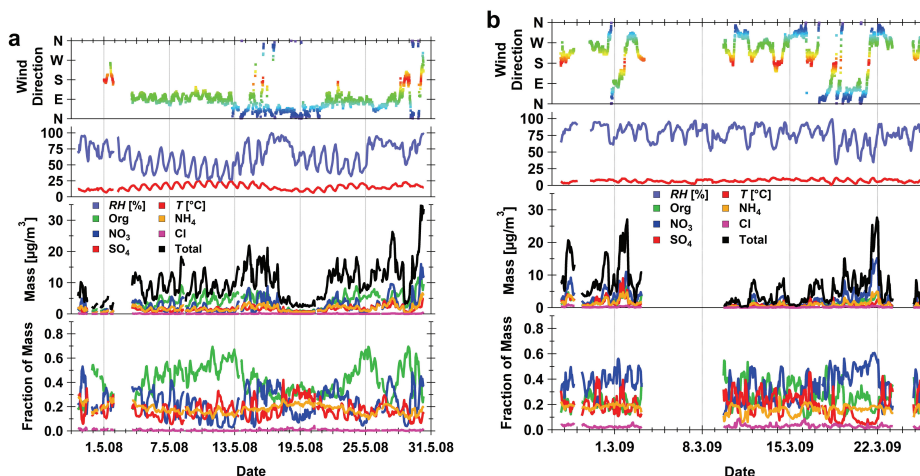 a
Wind Direction
N
W
S
E
N
100
75
50
25
0
Mass [µg/m³]
35
30
20
10
0
RH [%]
T [°C]
Org
NH₄
NO₃
Cl
SO₄
Total
Fraction of Mass
0.8
0.6
0.4
0.2
0.0
1.5.08
7.5.08
13.5.08
19.5.08
25.5.08
31.5.08
Date
b
Wind Direction
N
W
S
E
N
100
75
50
25
0
Mass [µg/m³]
35
30
20
10
0
RH [%]
T [°C]
Org
NH₄
NO₃
Cl
SO₄
Total
Fraction of Mass
0.8
0.6
0.4
0.2
0.0
1.3.09
8.3.09
15.3.09
22.3.09
Date